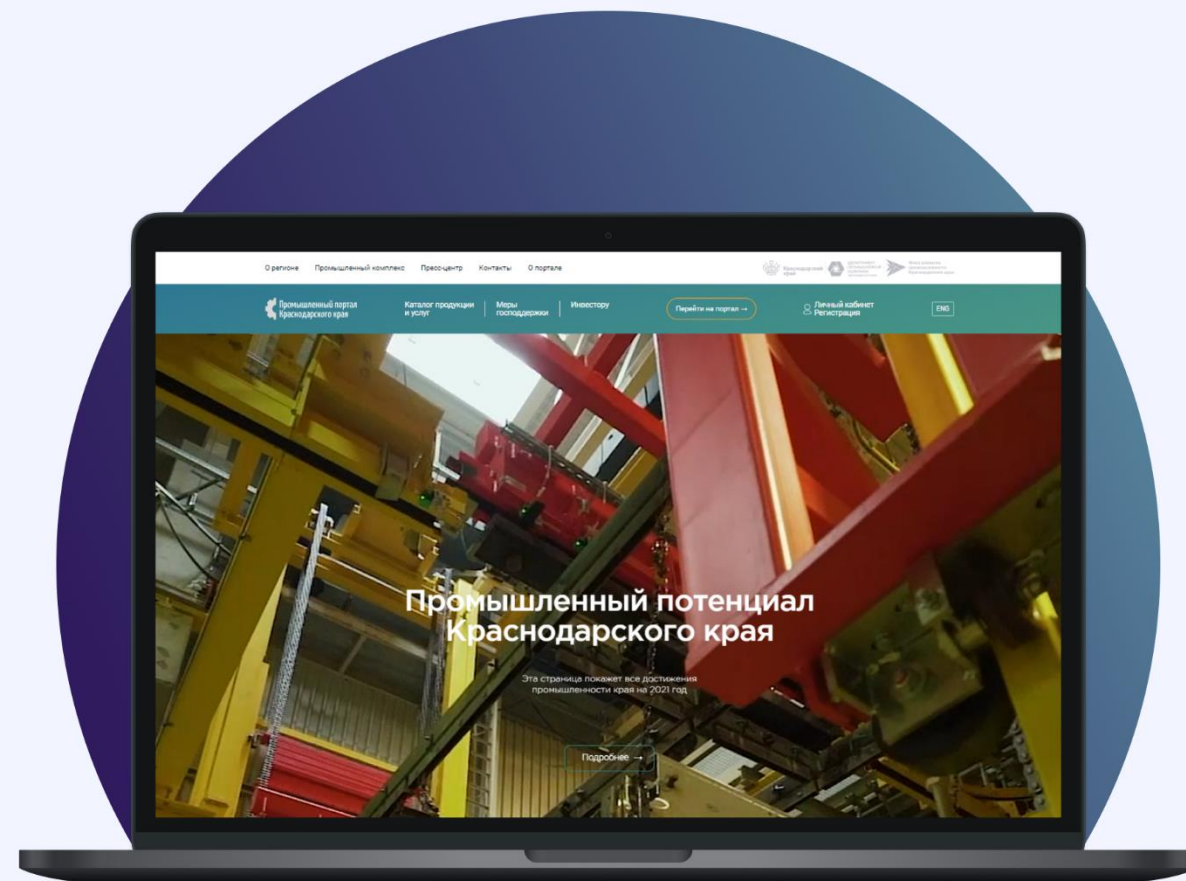 О регионе Промышленный комплекс Пресс-центр Контакты О портале
Краснодарский
край
Промышленный портал
Краснодарского края
Каталог продукции
и услуг
Меры
господдержки
Инвестору
Перейти на портал →
Личный кабинет
Регистрация
ENG
Промышленный потенциал
Краснодарского края
Эта страница покажет все достижения
промышленности края на 2021 год
Подробнее →